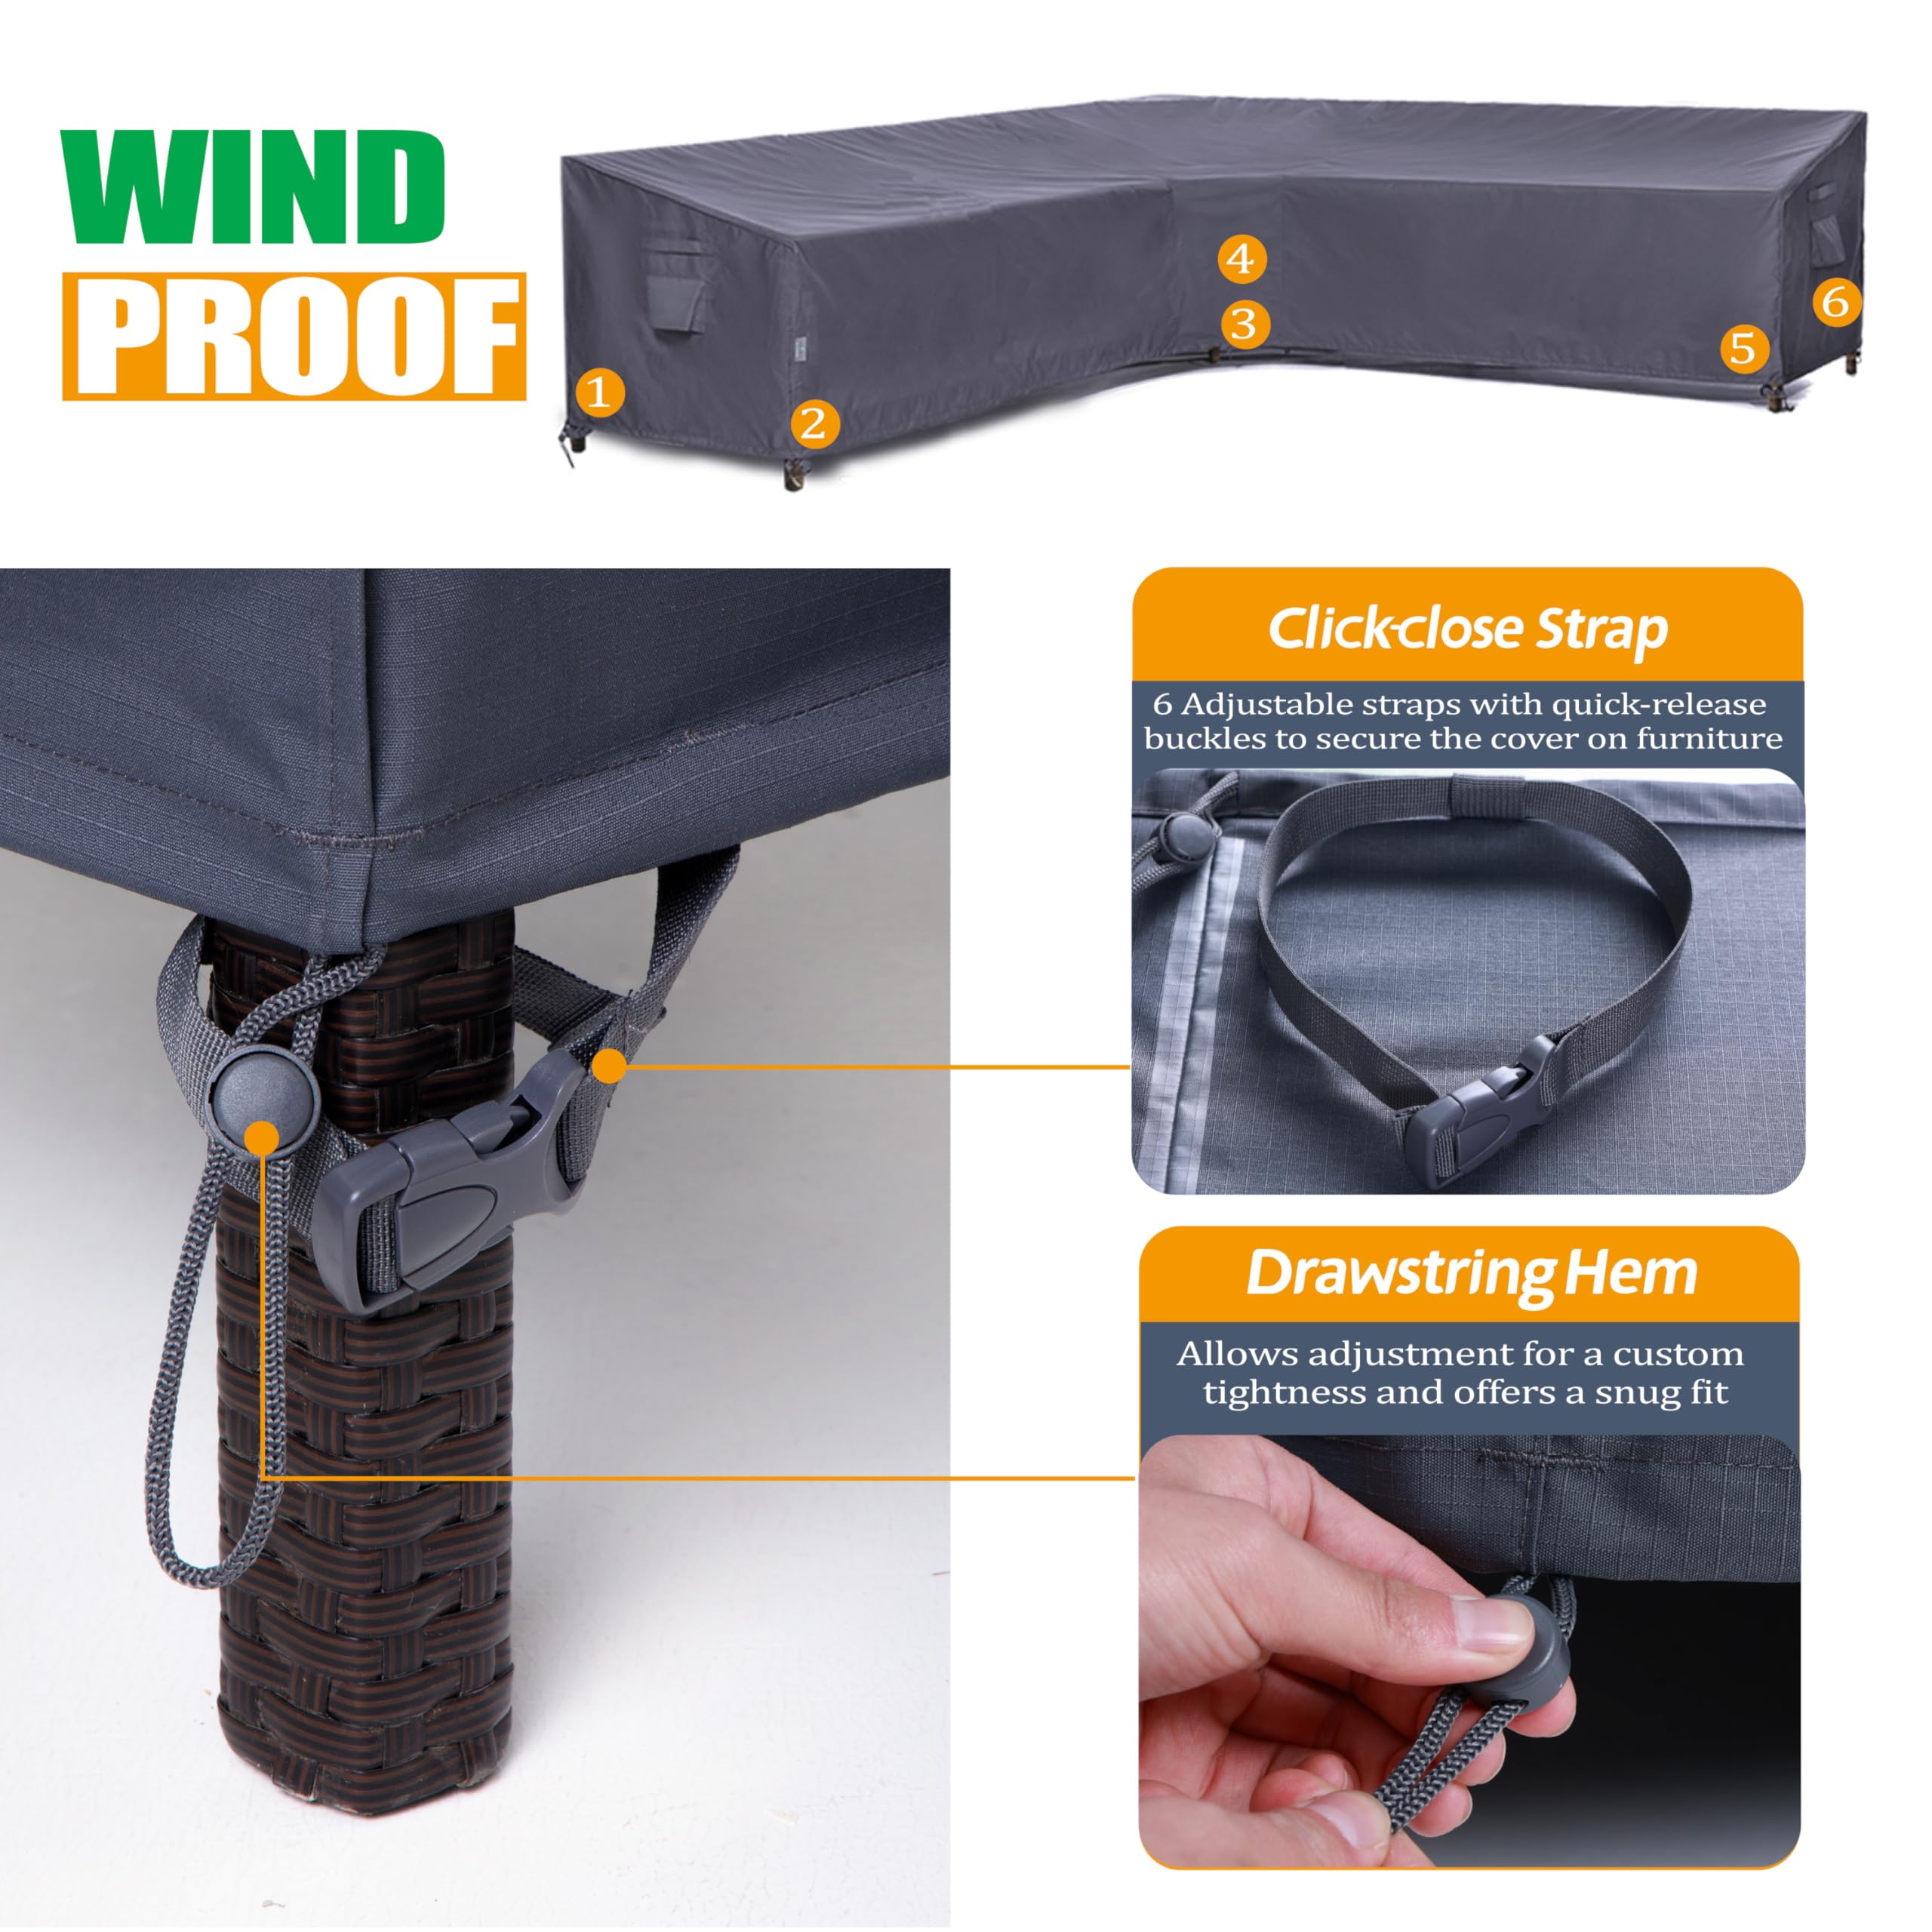 WIND
PROOF
1
2
3
4
5
6
Click-close Strap
6 Adjustable straps with quick-release
buckles to secure the cover on furniture
Drawstring Hem
Allows adjustment for a custom
tightness and offers a snug fit